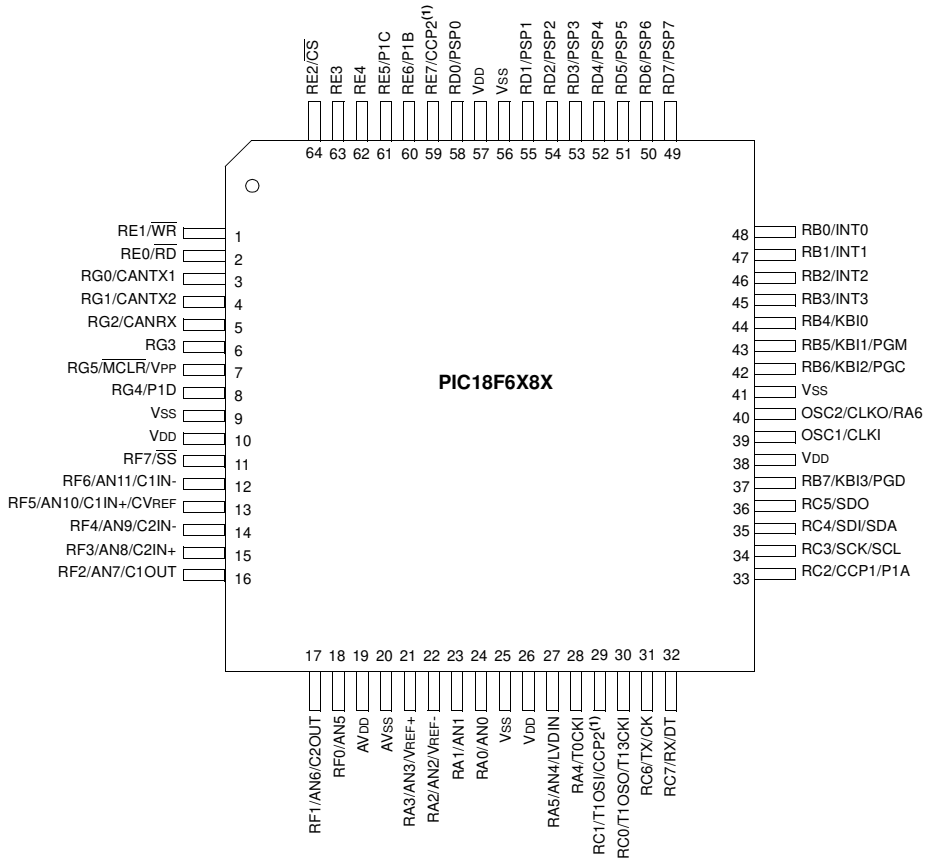 RE2/CS
RE3
RE4
RE5/P1C
RE6/P1B
RE7/CCP2(1)
RD0/PSP0
VDD
VSS
RD1/PSP1
RD2/PSP2
RD3/PSP3
RD4/PSP4
RD5/PSP5
RD6/PSP6
RD7/PSP7
64 63 62 61 60 59 58 57 56 55 54 53 52 51 50 49
RE1/WR 1
RE0/RD 2
RG0/CANTX1 3
RG1/CANTX2 4
RG2/CANRX 5
RG3 6
RG5/MCLR/VPP 7
RG4/P1D 8
VSS 9
VDD 10
RF7/SS 11
RF6/AN11/C1IN- 12
RF5/AN10/C1IN+/CVREF 13
RF4/AN9/C2IN- 14
RF3/AN8/C2IN+ 15
RF2/AN7/C1OUT 16
PIC18F6X8X
48 RB0/INT0
47 RB1/INT1
46 RB2/INT2
45 RB3/INT3
44 RB4/KBI0
43 RB5/KBI1/PGM
42 RB6/KBI2/PGC
41 VSS
40 OSC2/CLKO/RA6
39 OSC1/CLKI
38 VDD
37 RB7/KBI3/PGD
36 RC5/SDO
35 RC4/SDI/SDA
34 RC3/SCK/SCL
33 RC2/CCP1/P1A
17 18 19 20 21 22 23 24 25 26 27 28 29 30 31 32
RF1/AN6/C2OUT
RF0/AN5
AVDD
AVSS
RA3/AN3/VREF+
RA2/AN2/VREF-
RA1/AN1
RA0/AN0
VSS
VDD
RA5/AN4/LVDIN
RA4/T0CKI
RC1/T1OSI/CCP2(1)
RC0/T1OSO/T13CKI
RC6/TX/CK
RC7/RX/DT